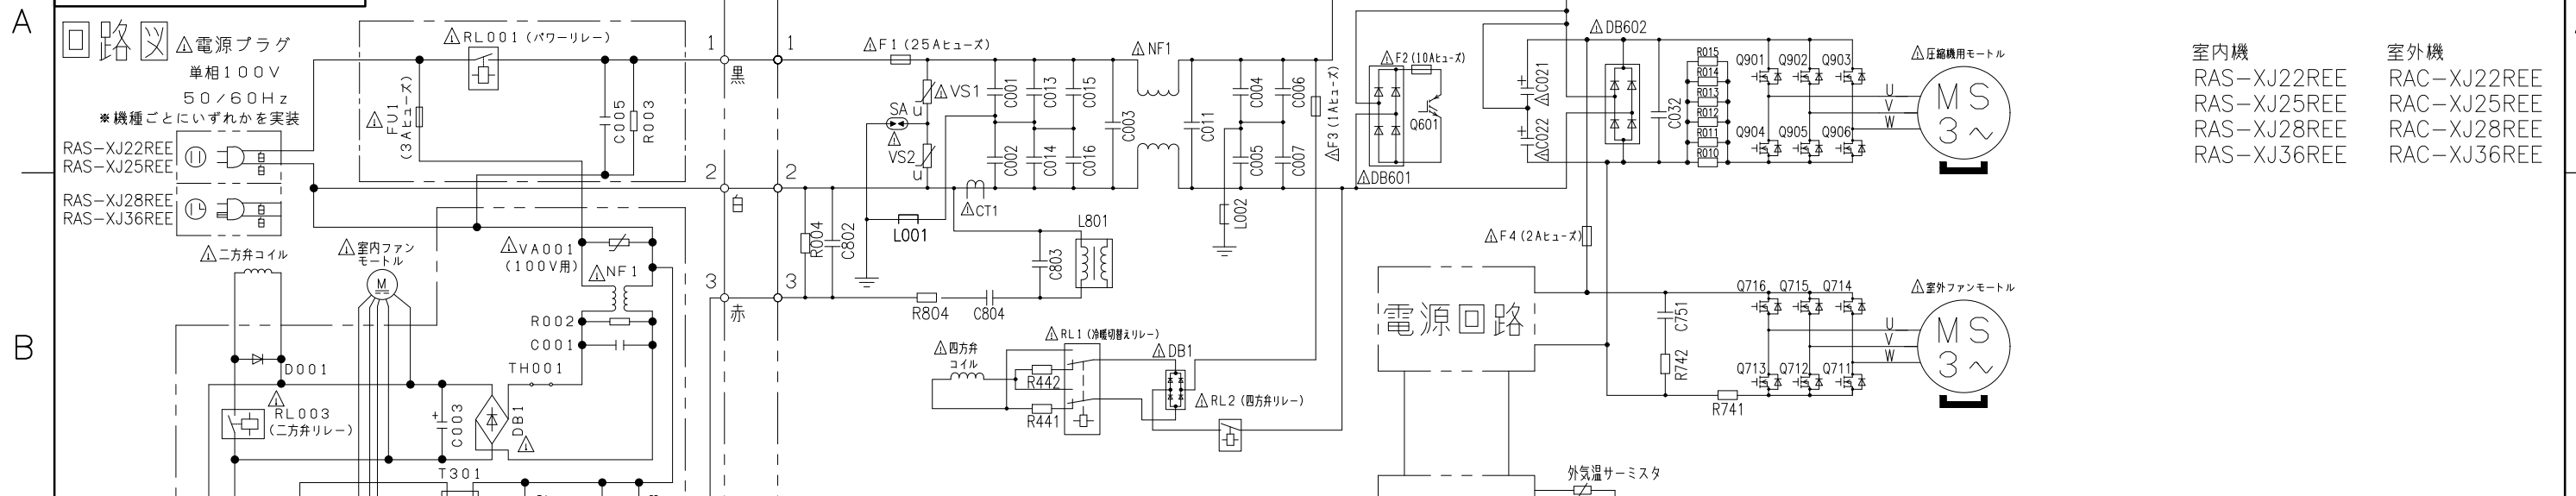 A
回路図
⚠電源プラグ
単相100V
50/60Hz
※機種ごとにいずれかを実装
RAS-XJ22REE
RAS-XJ25REE
白
白
RAS-XJ28REE
RAS-XJ36REE
白
白
⚠RL001(パワーリレー)
⚠FU1
(3Aヒューズ)
C005
R003
1
1
黒
2
2
白
3
3
赤
⚠F1(25Aヒューズ)
⚠VS1
SA
u
⚠
VS2
u
C001
C013
C015
C002
C014
C016
C003
⚠NF1
C011
C004
C006
C005
C007
⚠F3(1Aヒューズ)
⚠CT1
L001
L002
R004
C802
L801
C803
R804
C804
⚠F2(10Aヒューズ)
Q601
⚠DB601
⚠C021
⚠C022
⚠DB602
C032
R015
R014
R013
R012
R011
R010
Q901
Q902
Q903
Q904
Q905
Q906
U
V
W
⚠圧縮機用モートル
MS
3~
室内機
室外機
RAS-XJ22REE
RAC-XJ22REE
RAS-XJ25REE
RAC-XJ25REE
RAS-XJ28REE
RAC-XJ28REE
RAS-XJ36REE
RAC-XJ36REE
B
⚠二方弁コイル
⚠室内ファン
モートル
M
⚠VA001
(100V用)
⚠NF1
R002
C001
TH001
D001
⚠
RL003
(二方弁リレー)
C003
DB1
⚠
T301
⚠四方弁
コイル
⚠RL1(冷暖切替えリレー)
R442
R441
⚠DB1
⚠RL2(四方弁リレー)
⚠F4(2Aヒューズ)
電源回路
C751
R742
R741
Q716
Q715
Q714
Q713
Q712
Q711
U
V
W
⚠室外ファンモートル
MS
3~
外気温サーミスタ